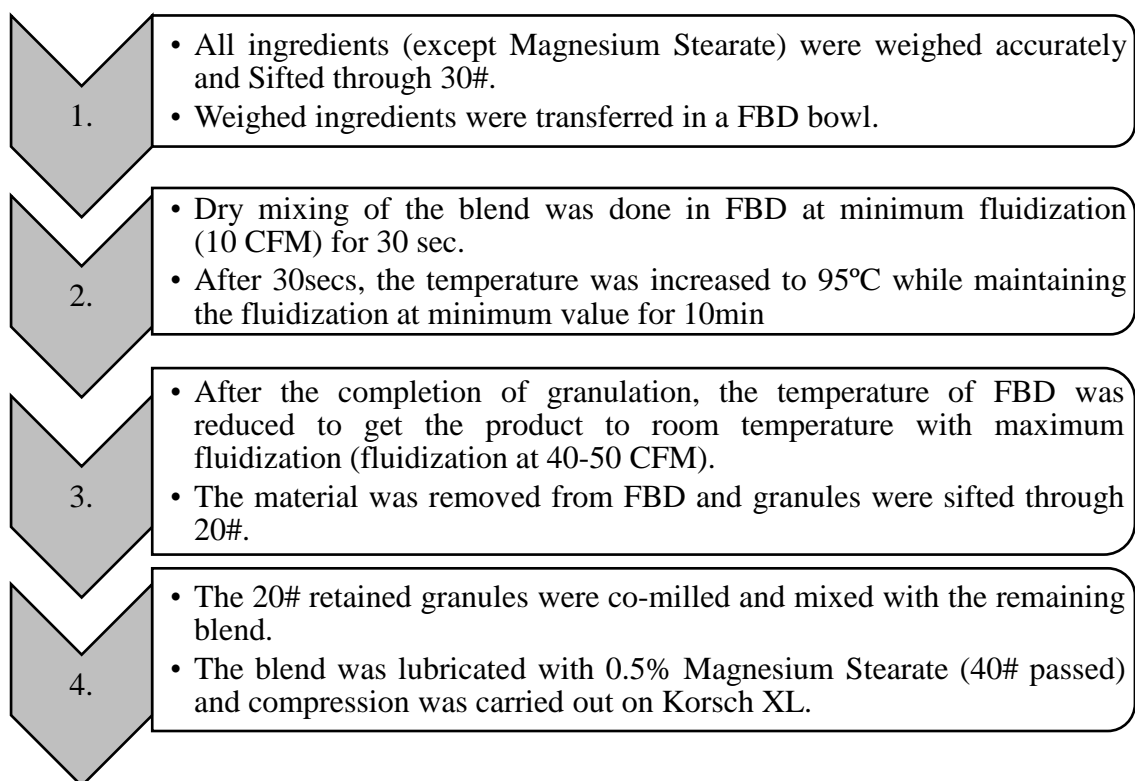 1.
• All ingredients (except Magnesium Stearate) were weighed accurately
and Sifted through 30#.
• Weighed ingredients were transferred in a FBD bowl.
2.
• Dry mixing of the blend was done in FBD at minimum fluidization
(10 CFM) for 30 sec.
• After 30secs, the temperature was increased to 95ºC while maintaining
the fluidization at minimum value for 10min
3.
• After the completion of granulation, the temperature of FBD was
reduced to get the product to room temperature with maximum
fluidization (fluidization at 40-50 CFM).
• The material was removed from FBD and granules were sifted through
20#.
4.
• The 20# retained granules were co-milled and mixed with the remaining
blend.
• The blend was lubricated with 0.5% Magnesium Stearate (40# passed)
and compression was carried out on Korsch XL.